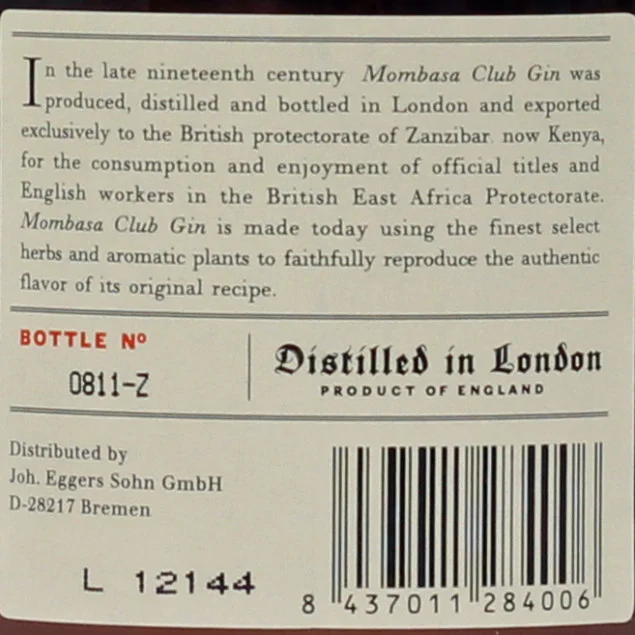 In the late nineteenth century Mombasa Club Gin was
produced, distilled and bottled in London and exported
exclusively to the British protectorate of Zanzibar, now Kenya,
for the consumption and enjoyment of official titles and
English workers in the British East Africa Protectorate.
Mombasa Club Gin is made today using the finest select
herbs and aromatic plants to faithfully reproduce the authentic
flavor of its original recipe.
BOTTLE Nº
0811-Z
Distilled in London
PRODUCT OF ENGLAND
Distributed by
Joh. Eggers Sohn GmbH
D-28217 Bremen
L 12144
8 437011 284006